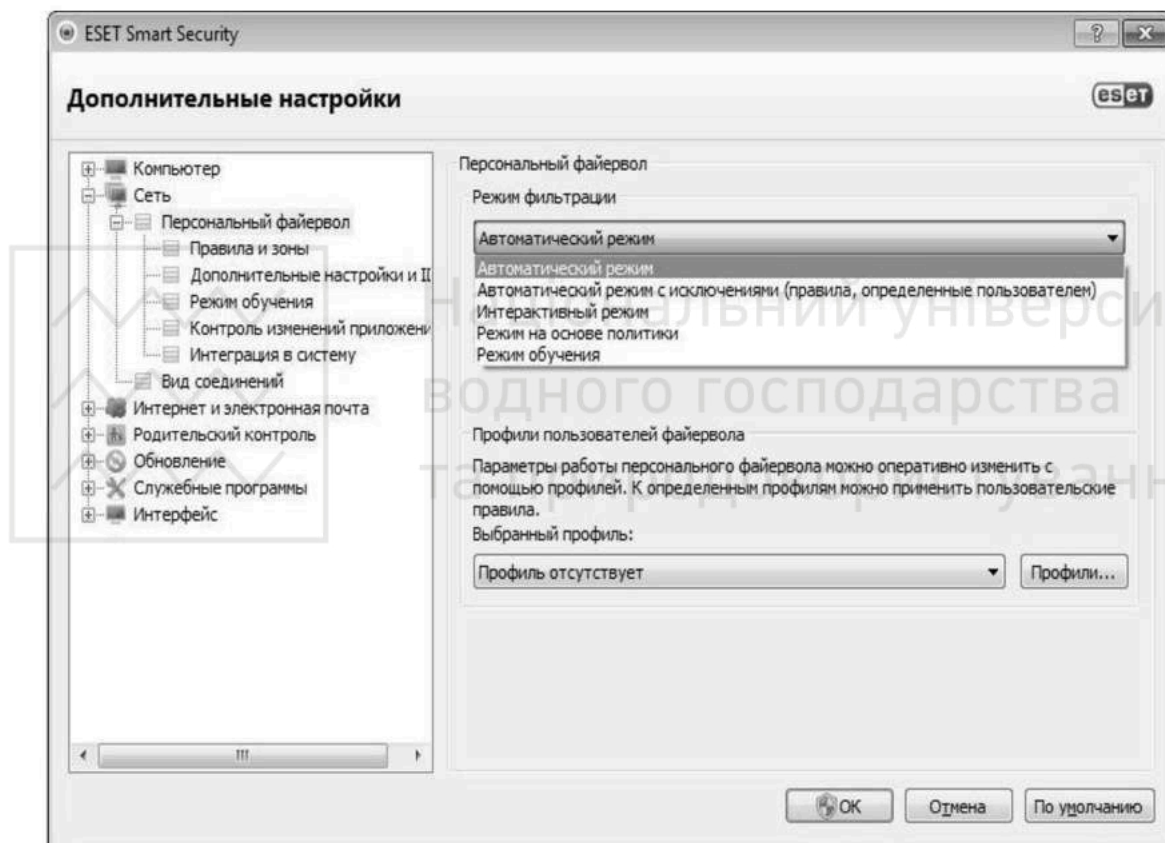 ESET Smart Security
Дополнительные настройки
eset
Компьютер
Сеть
Персональный файервол
Правила и зоны
Дополнительные настройки и II
Режим обучения
Контроль изменений приложени
Интеграция в систему
Вид соединений
Интернет и электронная почта
Родительский контроль
Обновление
Служебные программы
Интерфейс
Персональный файервол
Режим фильтрации
Автоматический режим
Автоматический режим
Автоматический режим с исключениями (правила, определенные пользователем)
Интерактивный режим
Режим на основе политики
Режим обучения
Профили пользователей файервола
Параметры работы персонального файервола можно оперативно изменить с
помощью профилей. К определенным профилям можно применить пользовательские
правила.
Выбранный профиль:
Профиль отсутствует
Профили...
OK
Отмена
По умолчанию
водного господарства